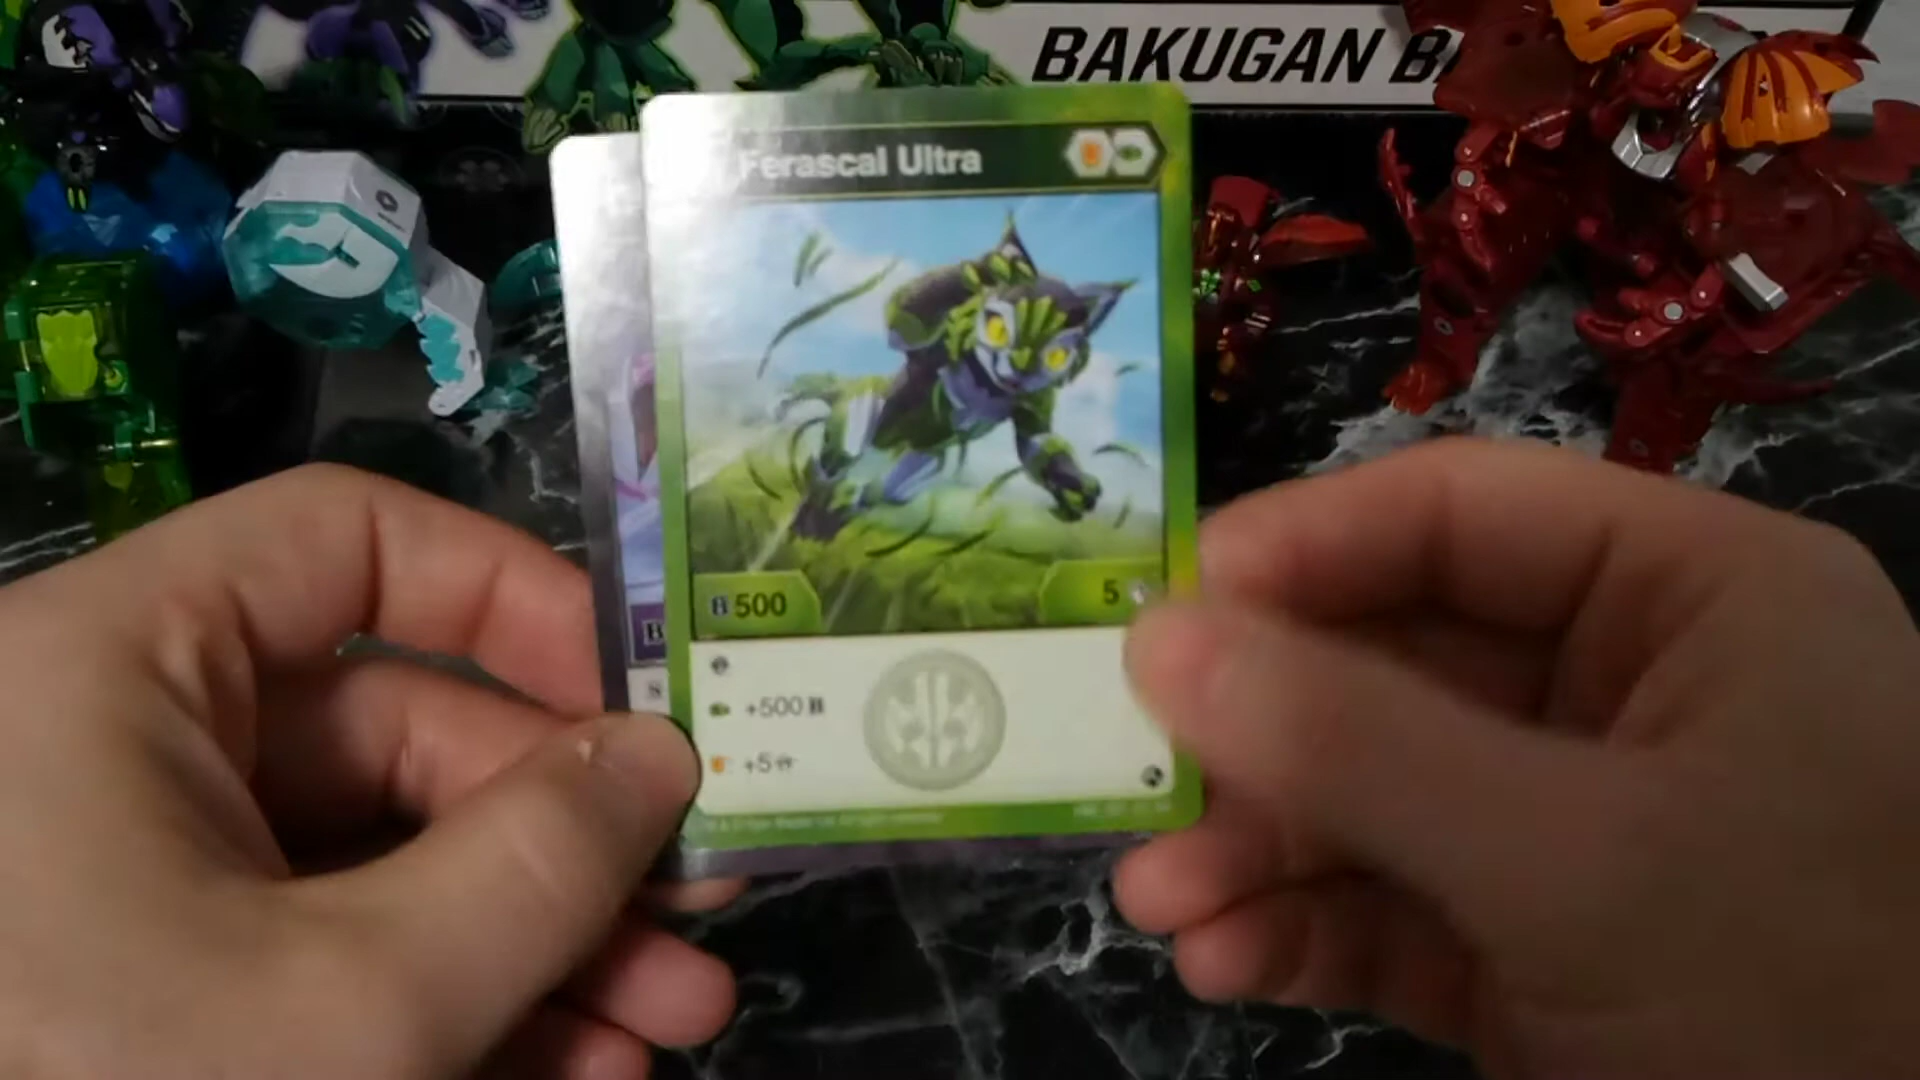 BAKUGAN B
Ferascal Ultra
B 500
5
B
S
+500 B
+5